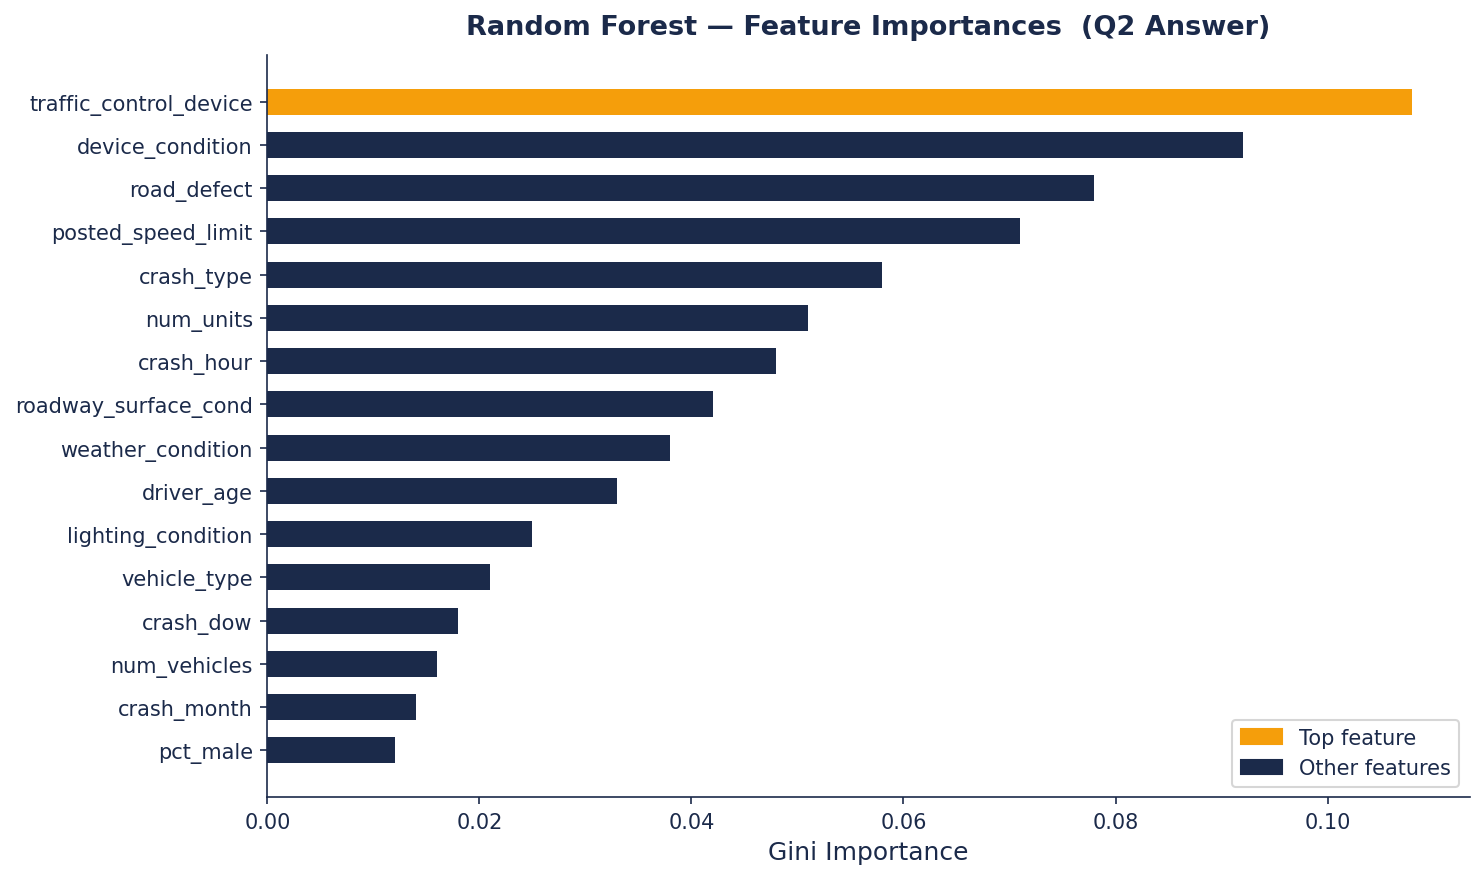 Random Forest — Feature Importances (Q2 Answer)
traffic_control_device
device_condition
road_defect
posted_speed_limit
crash_type
num_units
crash_hour
roadway_surface_cond
weather_condition
driver_age
lighting_condition
vehicle_type
crash_dow
num_vehicles
crash_month
pct_male
Top feature
Other features
0.00 0.02 0.04 0.06 0.08 0.10
Gini Importance